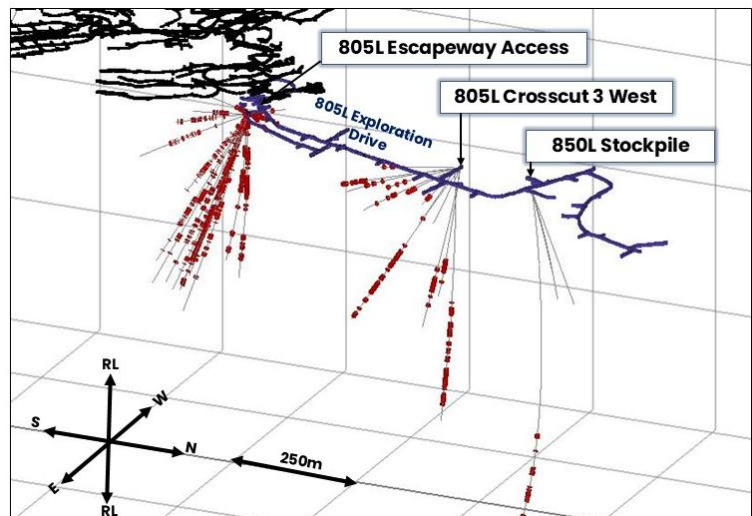 805L Escapeway Access
805L Exploration
Drive
805L Crosscut 3 West
850L Stockpile
RL
W
S
N
E
RL
250m